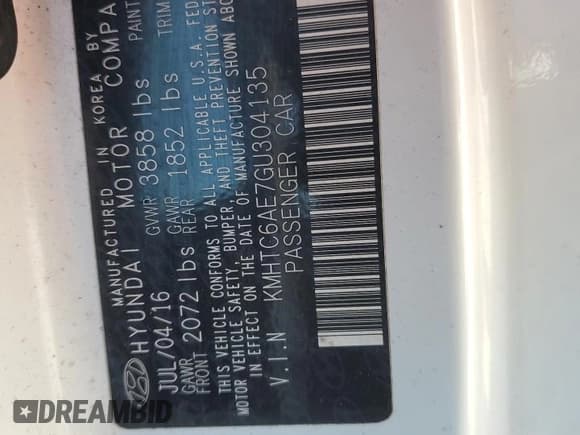 MANUFACTURED IN KOREA BY
HYUNDAI MOTOR COMPA
JUL/04/16 GVWR 3858 lbs PAINT
GAWR FRONT 2072 lbs GAWR REAR 1852 lbs TRIM
THIS VEHICLE CONFORMS TO ALL APPLICABLE U.S.A. FED
MOTOR VEHICLE SAFETY, BUMPER, AND THEFT PREVENTION ST
IN EFFECT ON THE DATE OF MANUFACTURE SHOWN ABO
V.I.N KMHTC6AE7GU304135
PASSENGER CAR
DREAMBID